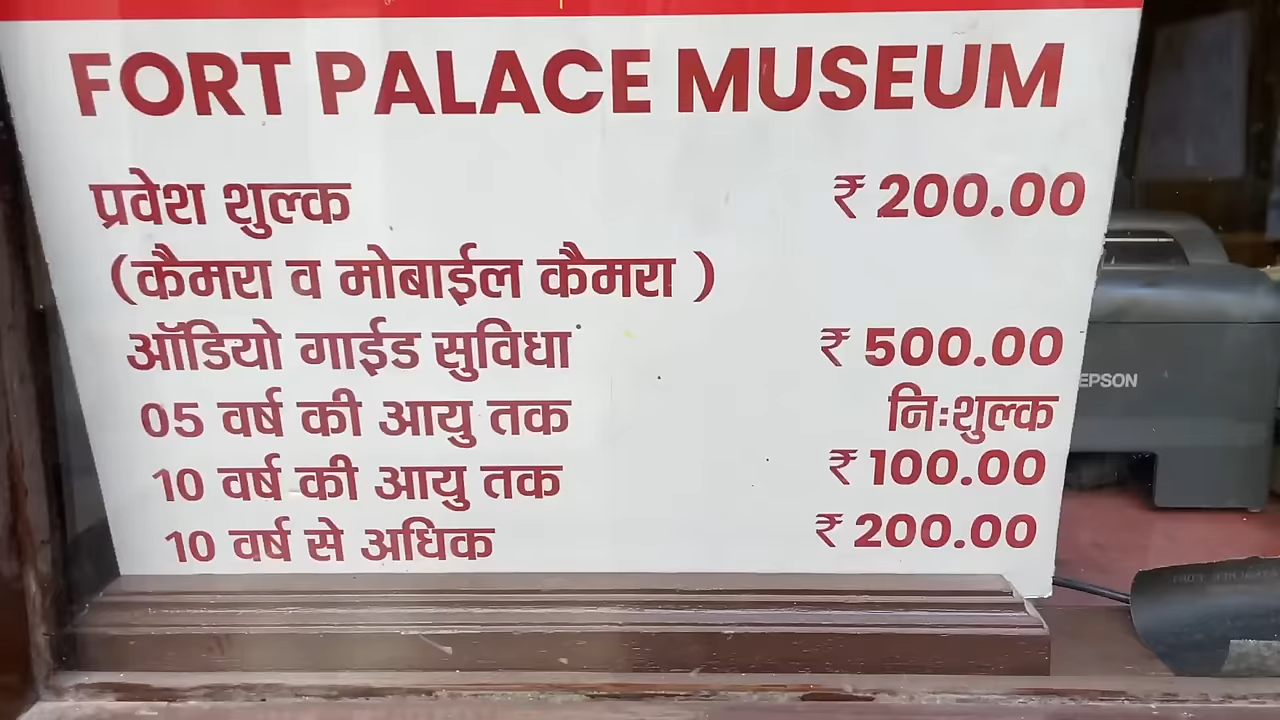 FORT PALACE MUSEUM
प्रवेश शुल्क ₹ 200.00
(कैमरा व मोबाईल कैमरा )
ऑडियो गाईड सुविधा ₹ 500.00
05 वर्ष की आयु तक निःशुल्क
10 वर्ष की आयु तक ₹ 100.00
10 वर्ष से अधिक ₹ 200.00
EPSON